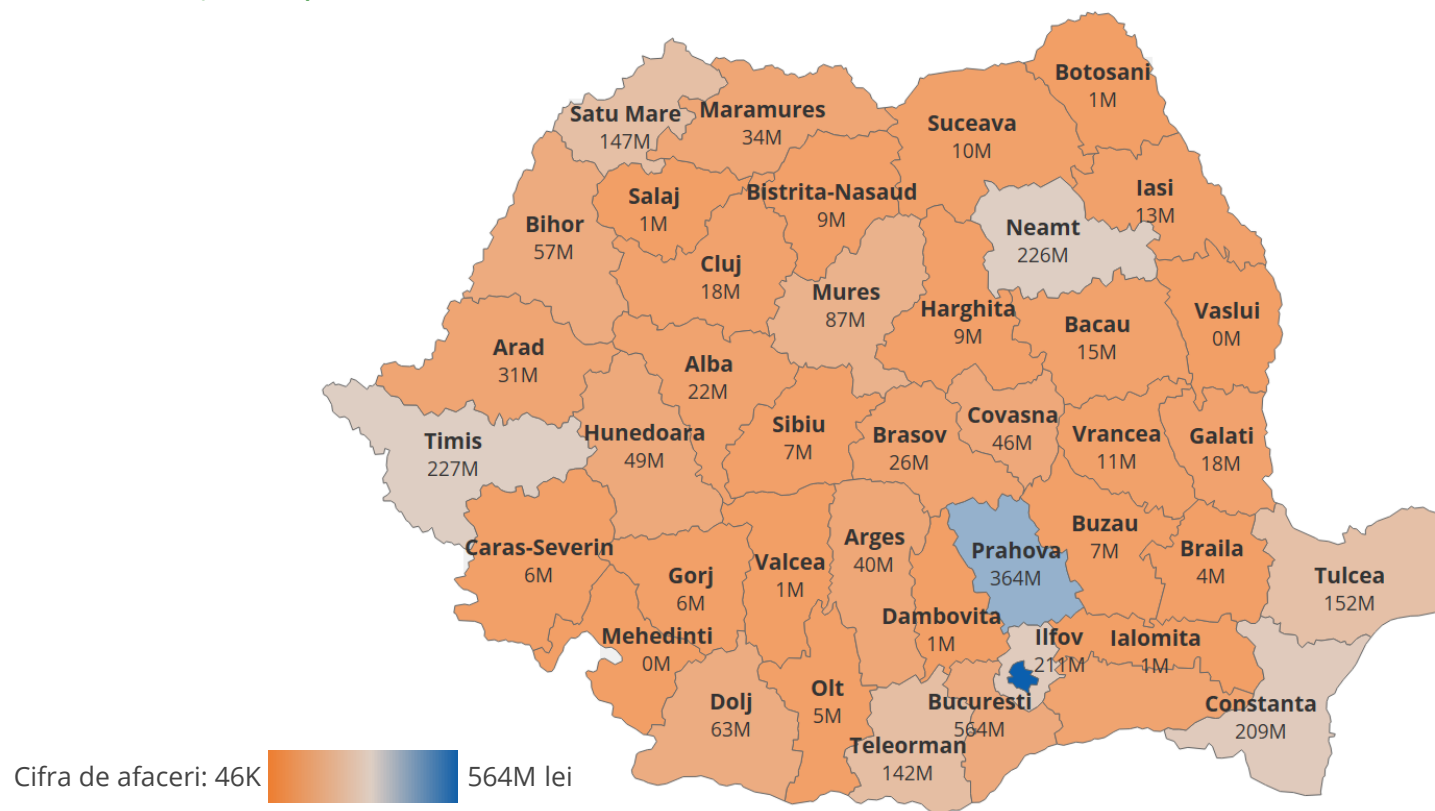 Botosani
1M
Satu Mare
147M
Maramures
34M
Suceava
10M
Salaj
1M
Bistrita-Nasaud
9M
Iasi
13M
Bihor
57M
Neamt
226M
Cluj
18M
Mures
87M
Harghita
9M
Bacau
15M
Vaslui
0M
Arad
31M
Alba
22M
Timis
227M
Hunedoara
49M
Sibiu
7M
Brasov
26M
Covasna
46M
Vrancea
11M
Galati
18M
Caras-Severin
6M
Gorj
6M
Valcea
1M
Arges
40M
Prahova
364M
Buzau
7M
Braila
4M
Tulcea
152M
Mehedinti
0M
Dambovita
1M
Ilfov
211M
Ialomita
1M
Dolj
63M
Olt
5M
Bucuresti
564M
Constanta
209M
Teleorman
142M
Cifra de afaceri: 46K 564M lei